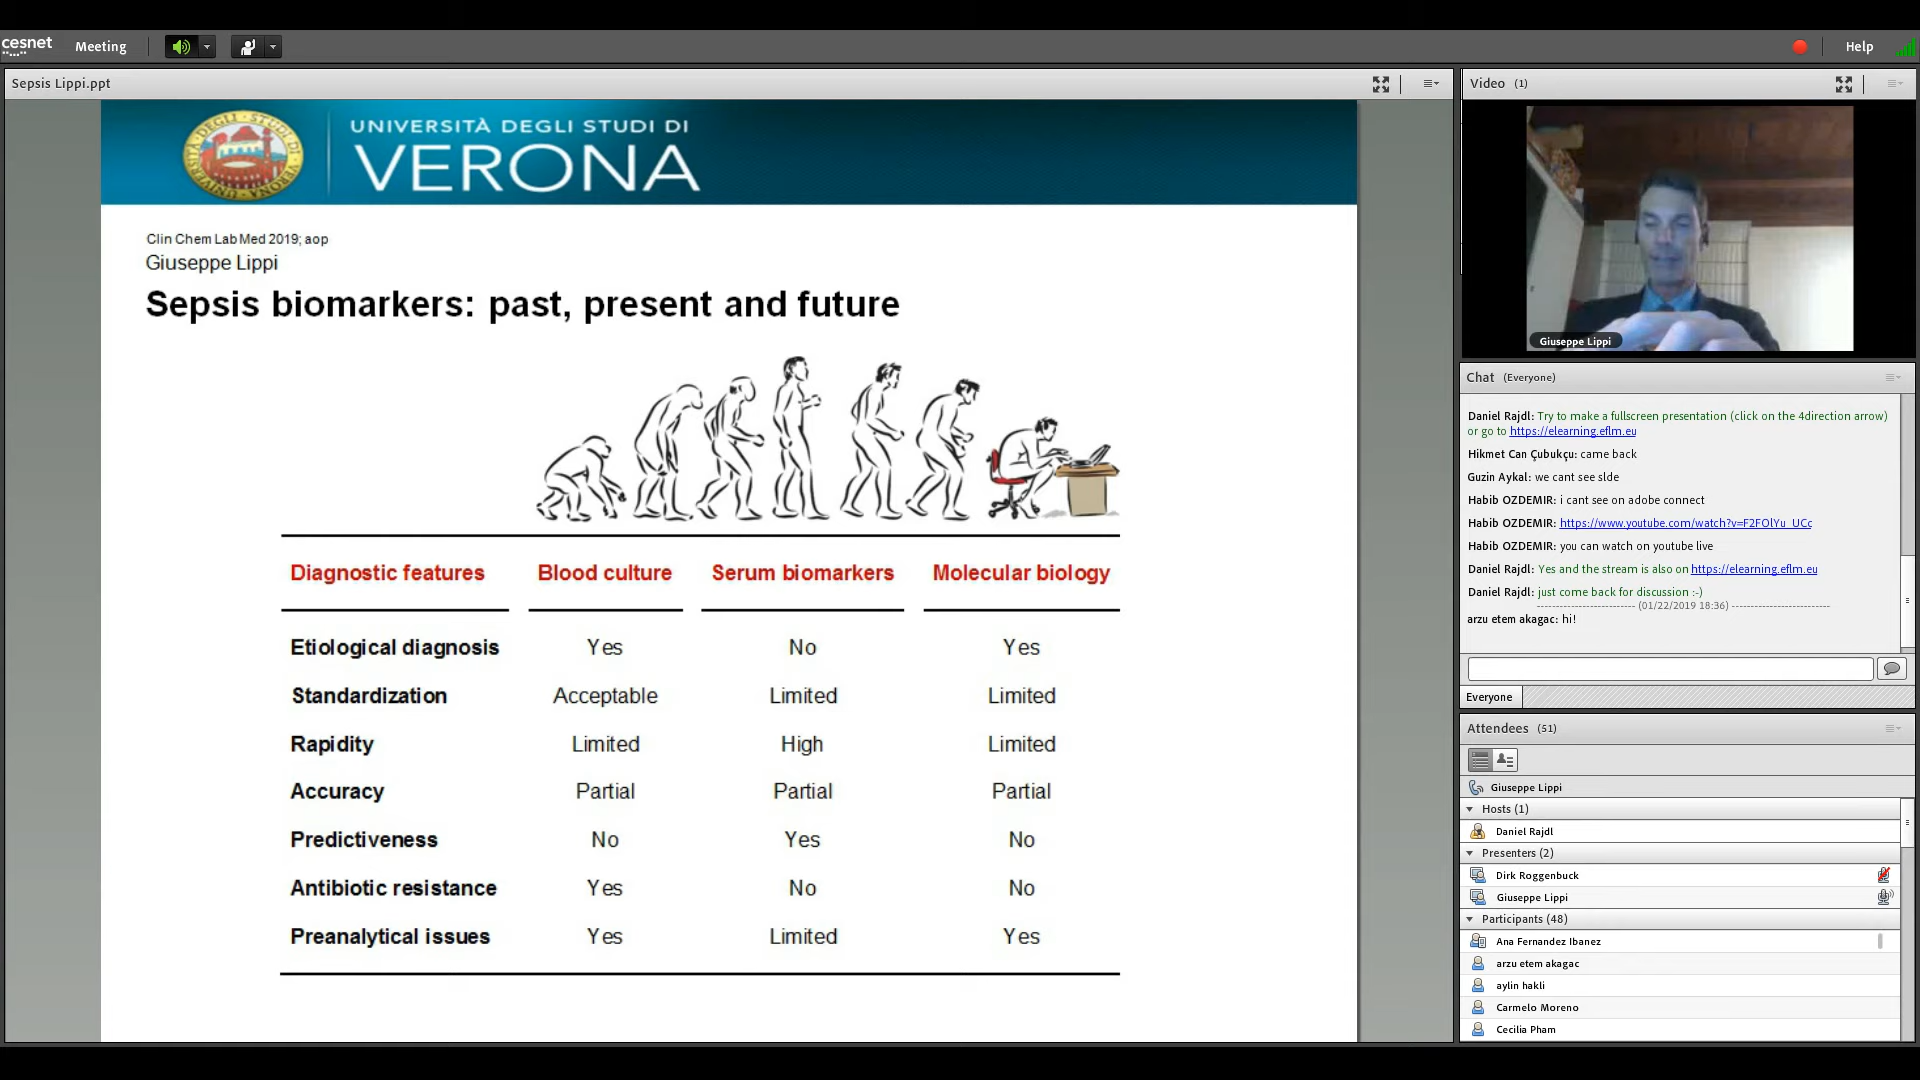 cesnet
Meeting
Help
Sepsis Lippi.ppt
UNIVERSITÀ DEGLI STUDI DI
VERONA
Clin Chem Lab Med 2019; aop
Giuseppe Lippi
Sepsis biomarkers: past, present and future
Diagnostic features Blood culture Serum biomarkers Molecular biology
Etiological diagnosis Yes No Yes
Standardization Acceptable Limited Limited
Rapidity Limited High Limited
Accuracy Partial Partial Partial
Predictiveness No Yes No
Antibiotic resistance Yes No No
Preanalytical issues Yes Limited Yes
Video (1)
Giuseppe Lippi
Chat (Everyone)
Daniel Rajdl: Try to make a fullscreen presentation (click on the 4direction arrow)
or go to https://elearning.eflm.eu
Hikmet Can Çubukçu: came back
Guzin Aykal: we cant see slde
Habib OZDEMIR: i cant see on adobe connect
Habib OZDEMIR: https://www.youtube.com/watch?v=F2FOlYu_UCc
Habib OZDEMIR: you can watch on youtube live
Daniel Rajdl: Yes and the stream is also on https://elearning.eflm.eu
Daniel Rajdl: just come back for discussion :-)
(01/22/2019 18:36)
arzu etem akagac: hi!
Everyone
Attendees (51)
Giuseppe Lippi
Hosts (1)
Daniel Rajdl
Presenters (2)
Dirk Roggenbuck
Giuseppe Lippi
Participants (48)
Ana Fernandez Ibanez
arzu etem akagac
aylin hakli
Carmelo Moreno
Cecilia Pham